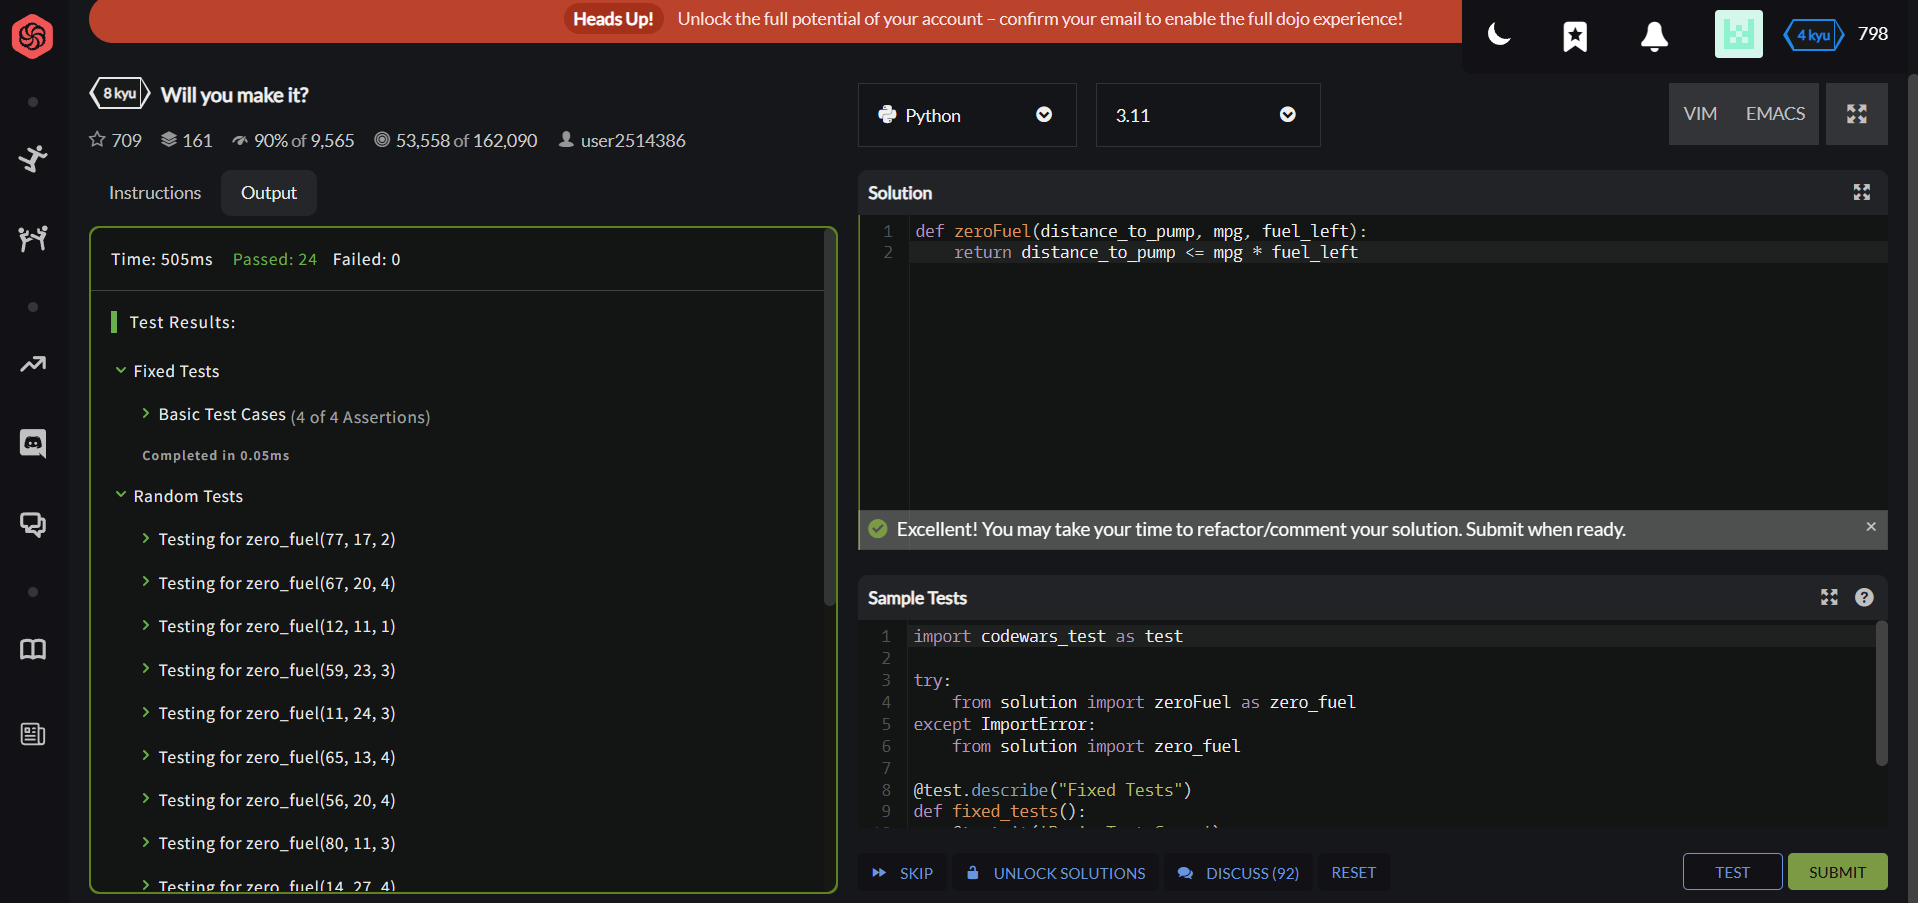 Heads Up! Unlock the full potential of your account – confirm your email to enable the full dojo experience!
4 kyu 798
8 kyu Will you make it?
709 161 90% of 9,565 53,558 of 162,090 user2514386
Instructions Output
Time: 505ms Passed: 24 Failed: 0
Test Results:
Fixed Tests
Basic Test Cases (4 of 4 Assertions)
Completed in 0.05ms
Random Tests
Testing for zero_fuel(77, 17, 2)
Testing for zero_fuel(67, 20, 4)
Testing for zero_fuel(12, 11, 1)
Testing for zero_fuel(59, 23, 3)
Testing for zero_fuel(11, 24, 3)
Testing for zero_fuel(65, 13, 4)
Testing for zero_fuel(56, 20, 4)
Testing for zero_fuel(80, 11, 3)
Testing for zero_fuel(14, 27, 4)
Python 3.11 VIM EMACS
Solution
1 def zeroFuel(distance_to_pump, mpg, fuel_left):
2 return distance_to_pump <= mpg * fuel_left
Excellent! You may take your time to refactor/comment your solution. Submit when ready.
Sample Tests
1 import codewars_test as test
2
3 try:
4 from solution import zeroFuel as zero_fuel
5 except ImportError:
6 from solution import zero_fuel
7
8 @test.describe("Fixed Tests")
9 def fixed_tests():
SKIP UNLOCK SOLUTIONS DISCUSS (92) RESET TEST SUBMIT